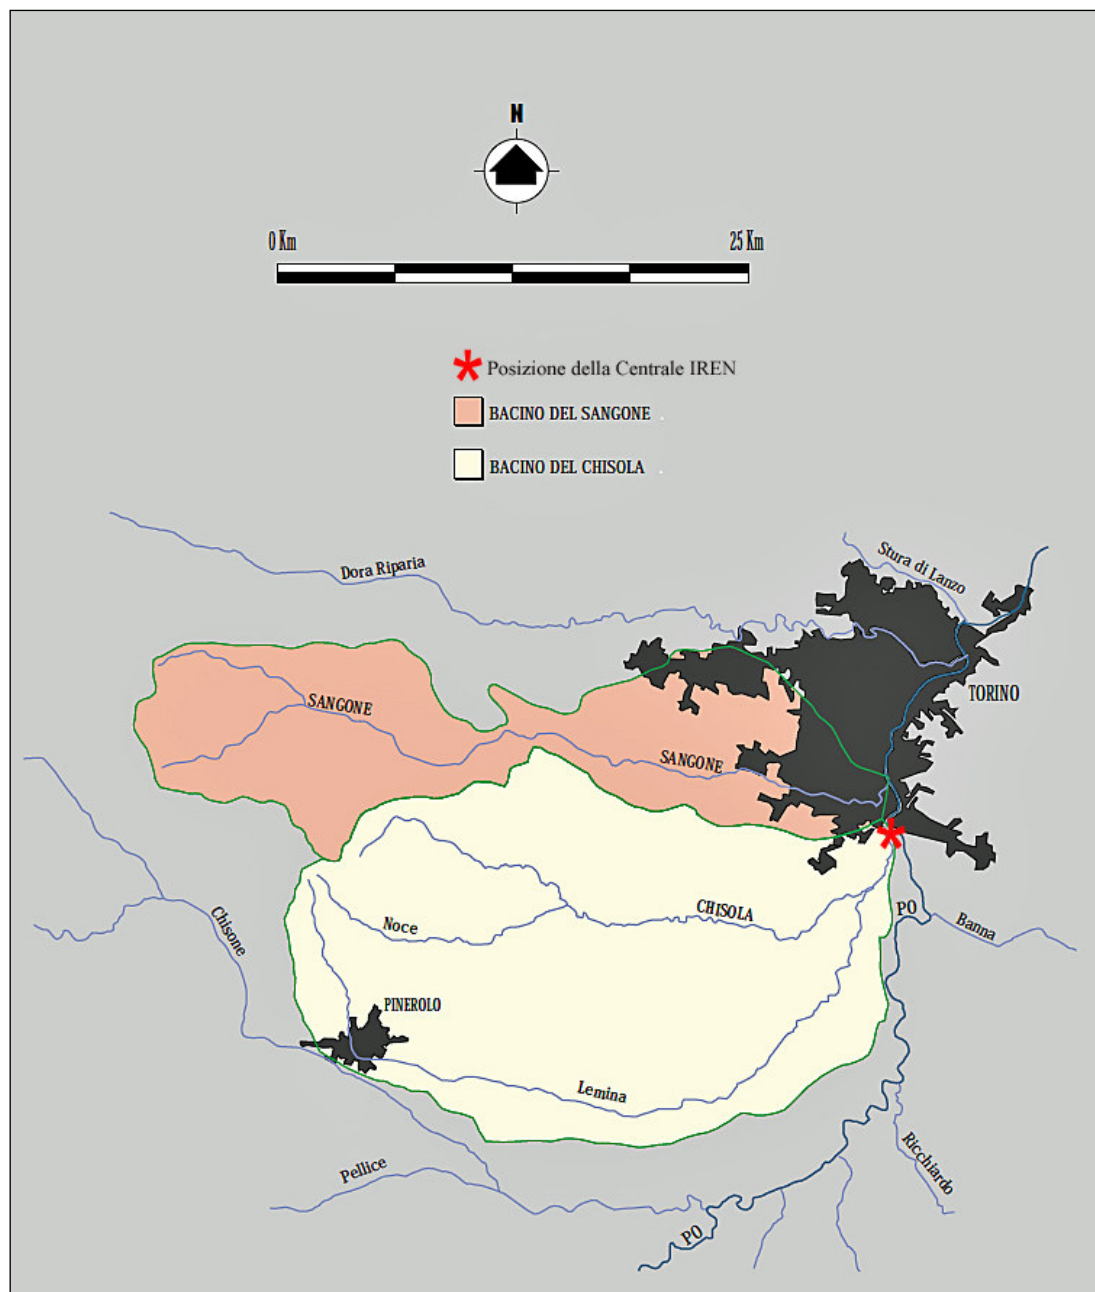 N
0 Km 25 Km
Posizione della Centrale IREN
BACINO DEL SANGONE
BACINO DEL CHISOLA
Stura di Lanzo
Dora Riparia
TORINO
SANGONE
SANGONE
CHISOLA
PO
Banna
Chisone
Noce
PINEROLO
Lemina
Ricchiardo
Pellice
PO